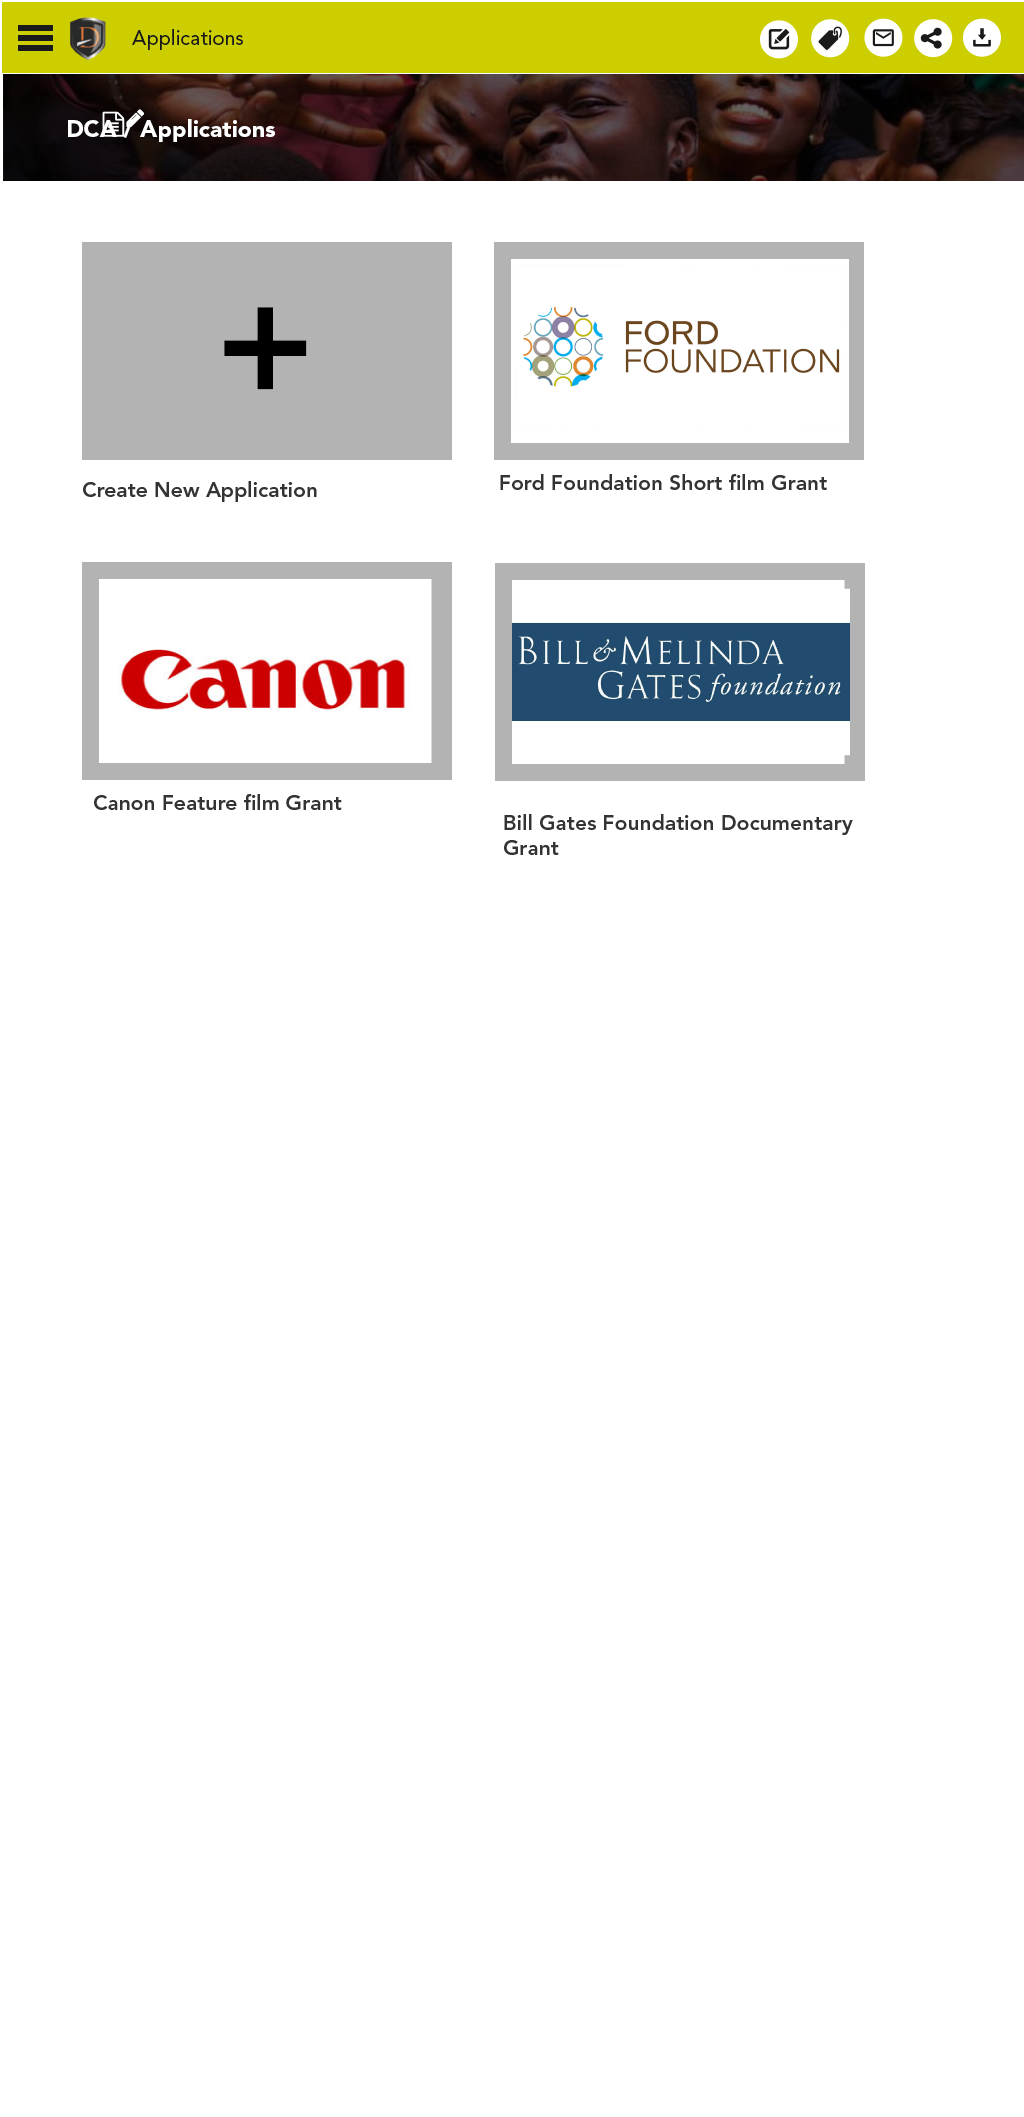 Applications
DCA Applications
FORD
FOUNDATION
Create New Application
Ford Foundation Short film Grant
Canon
BILL & MELINDA
GATES foundation
Canon Feature film Grant
Bill Gates Foundation Documentary
Grant